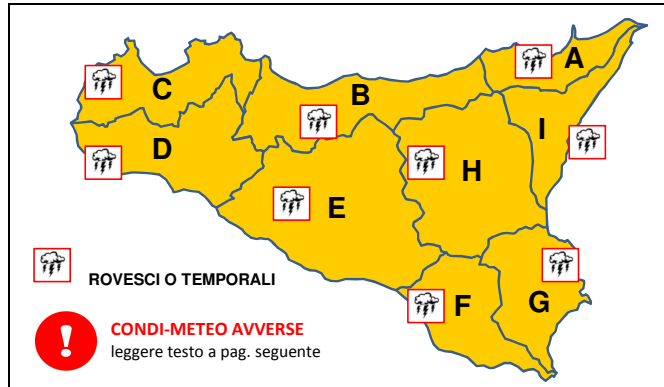 A
C
B
I
D
H
E
ROVESCI O TEMPORALI
F
G
!
CONDI-METEO AVVERSE
leggere testo a pag. seguente